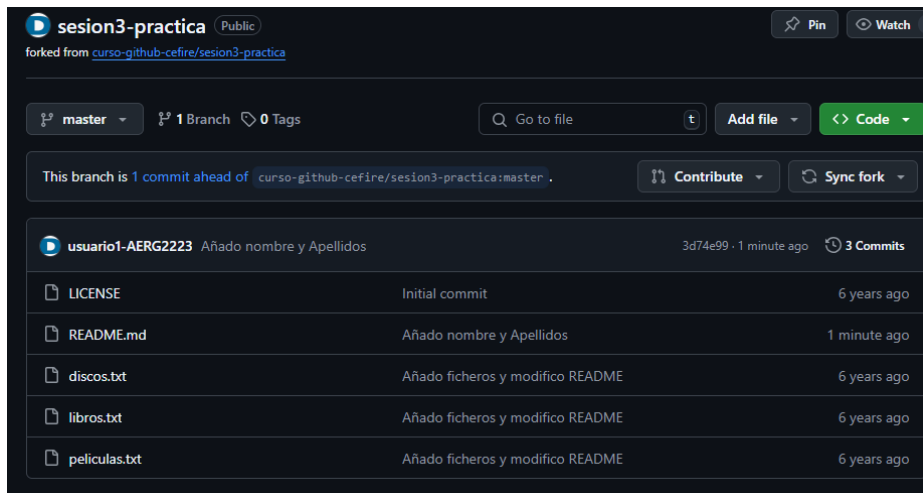 sesion3-practica Public Pin Watch
forked from curso-github-cefire/sesion3-practica
master 1 Branch 0 Tags Go to file t Add file <> Code
This branch is 1 commit ahead of curso-github-cefire/sesion3-practica:master . Contribute Sync fork
usuario1-AERG2223 Añado nombre y Apellidos 3d74e99 · 1 minute ago 3 Commits
LICENSE Initial commit 6 years ago
README.md Añado nombre y Apellidos 1 minute ago
discos.txt Añado ficheros y modifico README 6 years ago
libros.txt Añado ficheros y modifico README 6 years ago
peliculas.txt Añado ficheros y modifico README 6 years ago